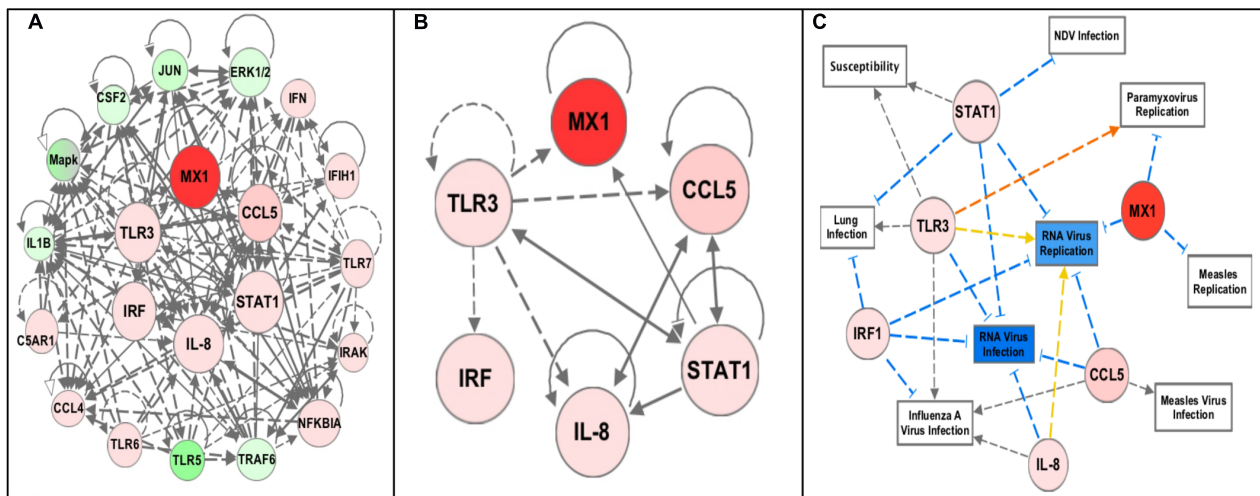 A
JUN
ERK1/2
CSF2
IFN
Mapk
MX1
IFIH1
CCL5
TLR3
IL1B
TLR7
STAT1
IRF
C5AR1
IL-8
IRAK
CCL4
NFKBIA
TLR6
TLR5
TRAF6
B
MX1
TLR3
CCL5
IRF
STAT1
IL-8
C
NDV Infection
Susceptibility
STAT1
Paramyxovirus
Replication
Lung
Infection
TLR3
MX1
RNA Virus
Replication
Measles
Replication
IRF1
RNA Virus
Infection
CCL5
Influenza A
Virus Infection
Measles Virus
Infection
IL-8